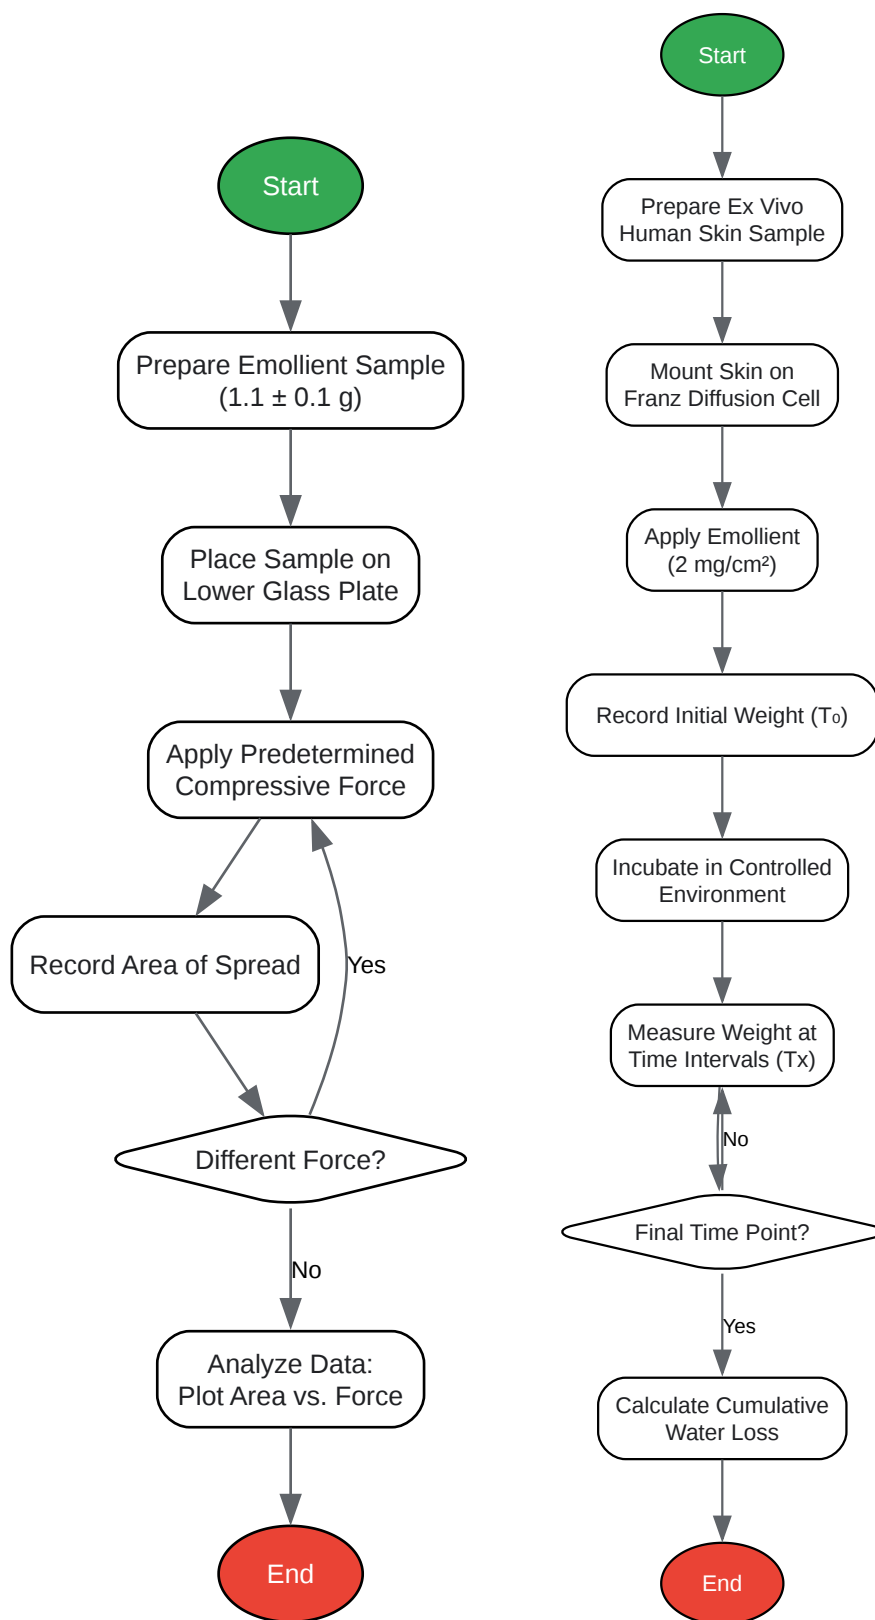 Start
Prepare Emollient Sample
(1.1 ± 0.1 g)
Place Sample on
Lower Glass Plate
Apply Predetermined
Compressive Force
Record Area of Spread
Yes
Different Force?
No
Analyze Data:
Plot Area vs. Force
End
Start
Prepare Ex Vivo
Human Skin Sample
Mount Skin on
Franz Diffusion Cell
Apply Emollient
(2 mg/cm²)
Record Initial Weight (T₀)
Incubate in Controlled
Environment
Measure Weight at
Time Intervals (Tx)
No
Final Time Point?
Yes
Calculate Cumulative
Water Loss
End